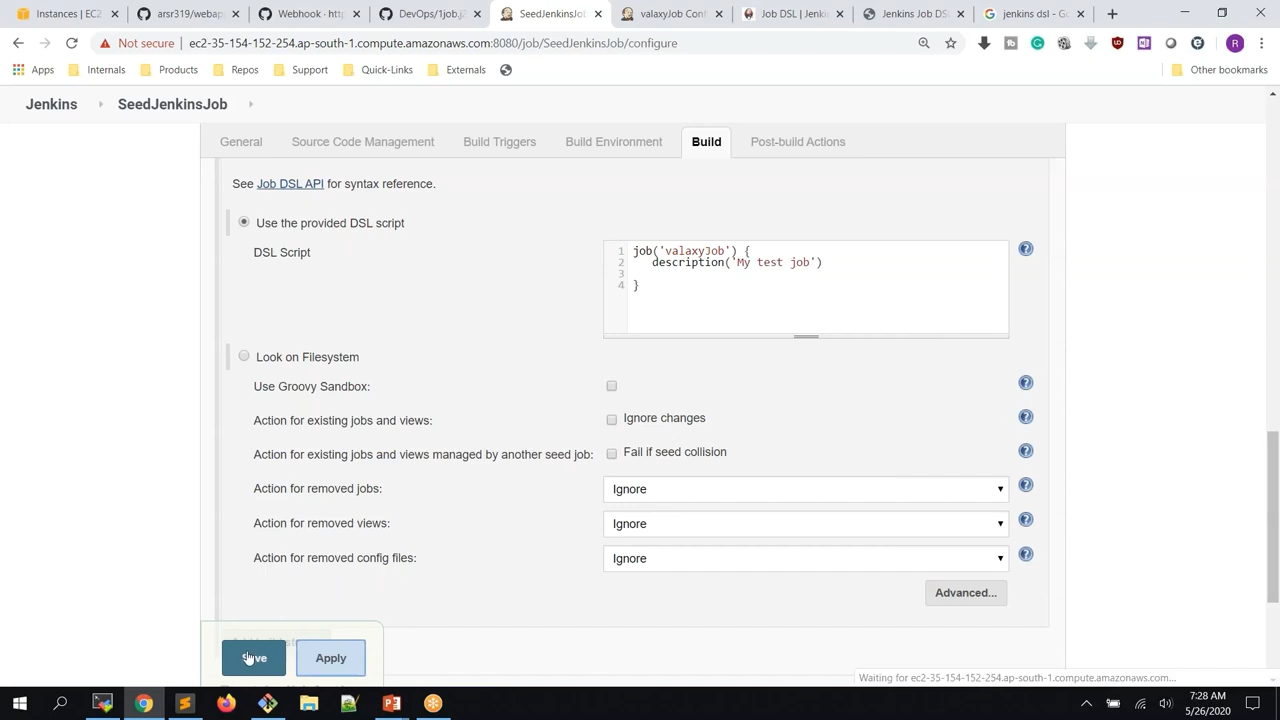 Instances | EC2
arsr319/webap
Webhook · http
DevOps/1job.j
SeedJenkinsJo
valaxyJob Con
Job DSL | Jenk
Jenkins Job DS
jenkins dsl - G
Not secure | ec2-35-154-152-254.ap-south-1.compute.amazonaws.com:8080/job/SeedJenkinsJob/configure
Apps Internals Products Repos Support Quick-Links Externals Other bookmarks
Jenkins SeedJenkinsJob
General Source Code Management Build Triggers Build Environment Build Post-build Actions
See Job DSL API for syntax reference.
Use the provided DSL script
DSL Script
1 job('valaxyJob') {
2 description('My test job')
3
4 }
Look on Filesystem
Use Groovy Sandbox:
Action for existing jobs and views: Ignore changes
Action for existing jobs and views managed by another seed job: Fail if seed collision
Action for removed jobs: Ignore
Action for removed views: Ignore
Action for removed config files: Ignore
Advanced...
Save Apply
Waiting for ec2-35-154-152-254.ap-south-1.compute.amazonaws.com...
7:28 AM
5/26/2020